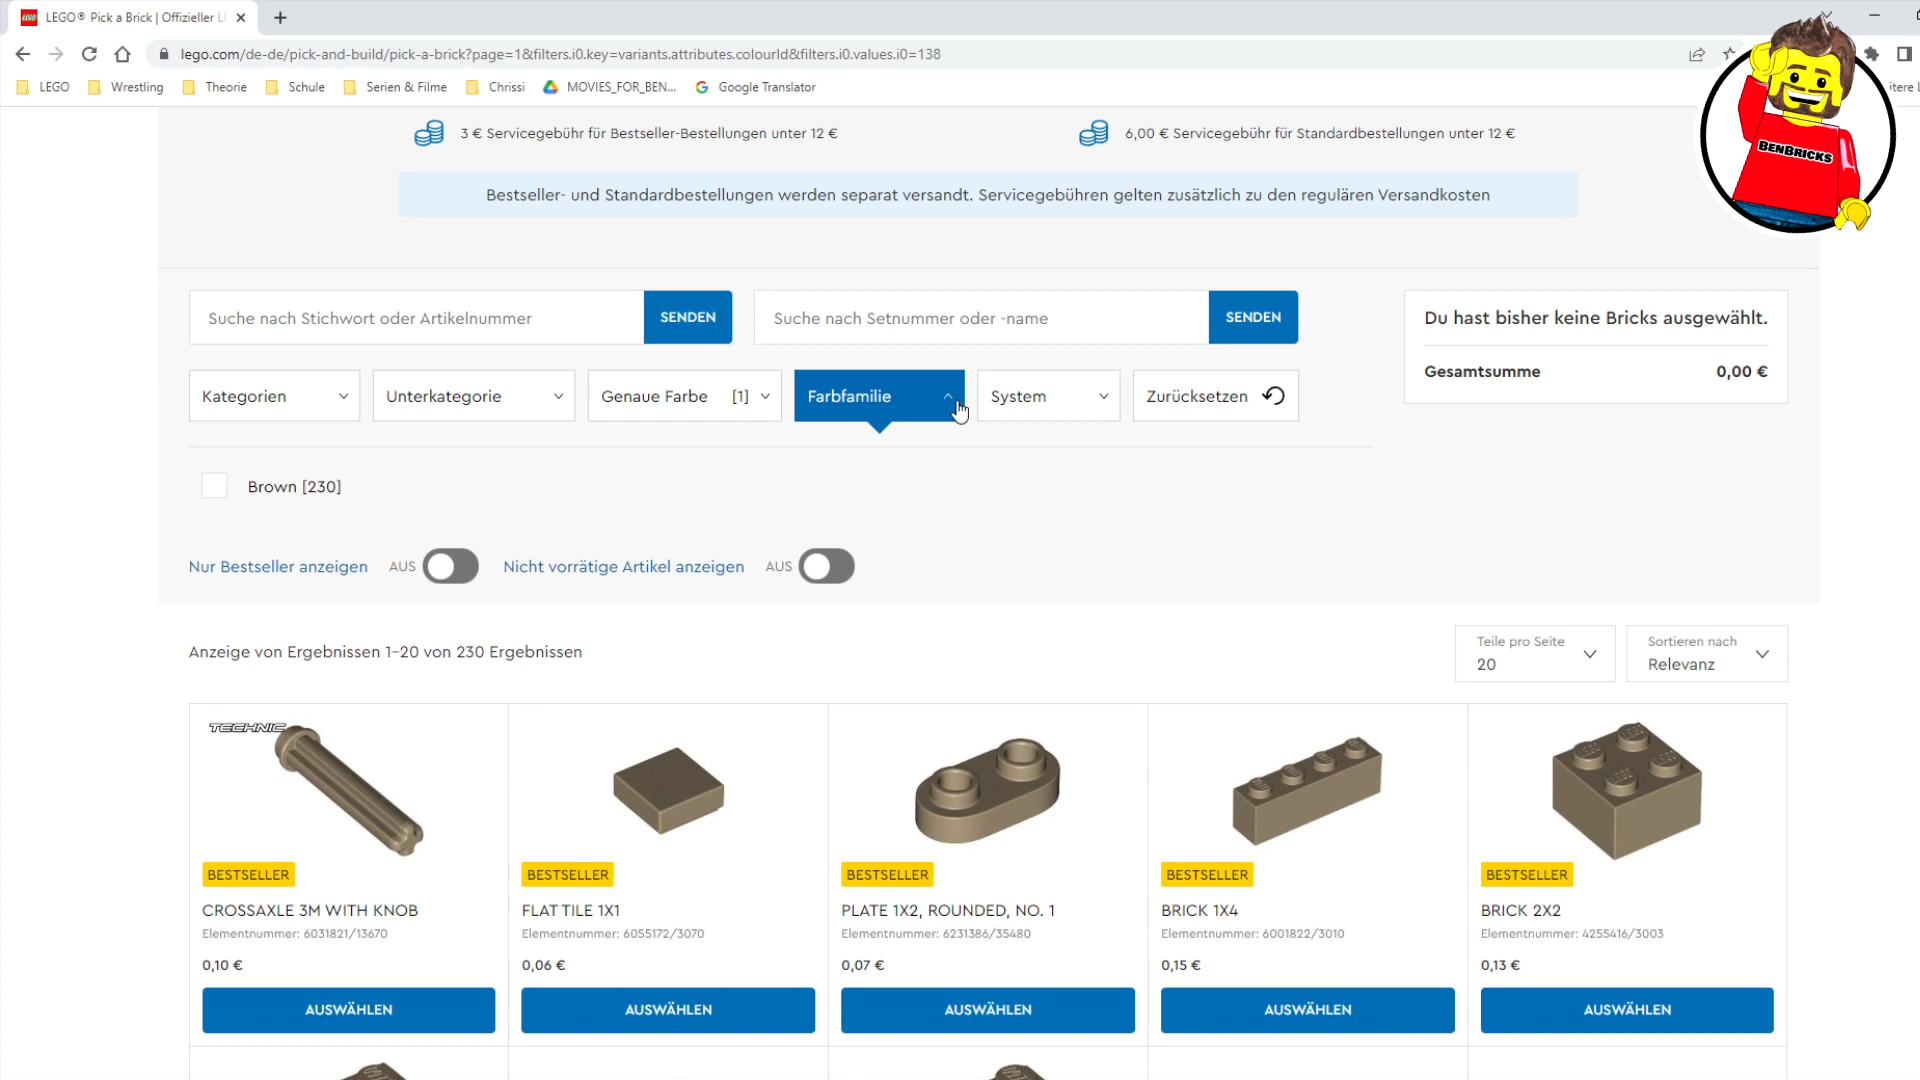 LEGO® Pick a Brick | Offizieller
lego.com/de-de/pick-and-build/pick-a-brick?page=1&filters.i0.key=variants.attributes.colourId&filters.i0.values.i0=138
LEGO Wrestling Theorie Schule Serien & Filme Chrissi MOVIES_FOR_BEN... Google Translator itere L
BENBRICKS
3 € Servicegebühr für Bestseller-Bestellungen unter 12 € 6,00 € Servicegebühr für Standardbestellungen unter 12 €
Bestseller- und Standardbestellungen werden separat versandt. Servicegebühren gelten zusätzlich zu den regulären Versandkosten
Suche nach Stichwort oder Artikelnummer SENDEN Suche nach Setnummer oder -name SENDEN
Du hast bisher keine Bricks ausgewählt.
Gesamtsumme 0,00 €
Kategorien Unterkategorie Genaue Farbe [1] Farbfamilie System Zurücksetzen
Brown [230]
Nur Bestseller anzeigen AUS Nicht vorrätige Artikel anzeigen AUS
Anzeige von Ergebnissen 1-20 von 230 Ergebnissen
Teile pro Seite
20
Sortieren nach
Relevanz
TECHNIC
BESTSELLER BESTSELLER BESTSELLER BESTSELLER BESTSELLER
CROSSAXLE 3M WITH KNOB FLAT TILE 1X1 PLATE 1X2, ROUNDED, NO. 1 BRICK 1X4 BRICK 2X2
Elementnummer: 6031821/13670 Elementnummer: 6055172/3070 Elementnummer: 6231386/35480 Elementnummer: 6001822/3010 Elementnummer: 4255416/3003
0,10 € 0,06 € 0,07 € 0,15 € 0,13 €
AUSWÄHLEN AUSWÄHLEN AUSWÄHLEN AUSWÄHLEN AUSWÄHLEN